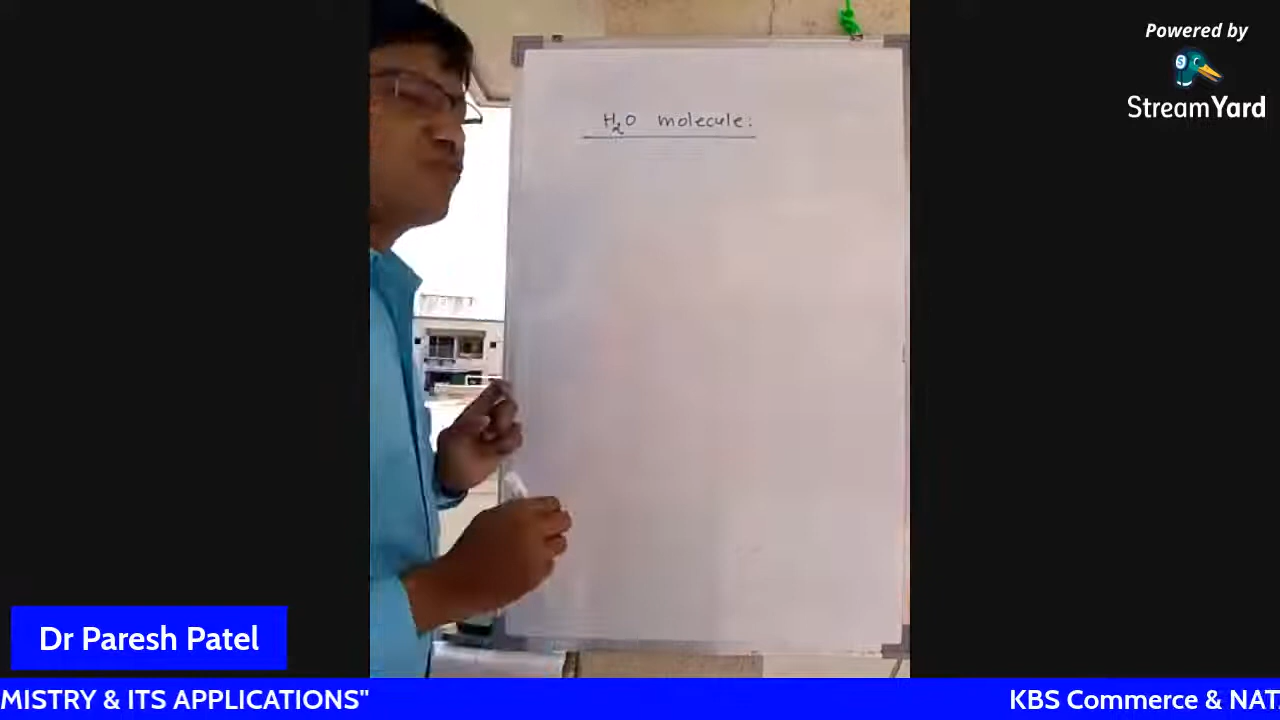 Powered by
StreamYard
H₂O molecule:
Dr Paresh Patel
MISTRY & ITS APPLICATIONS"
KBS Commerce & NAT